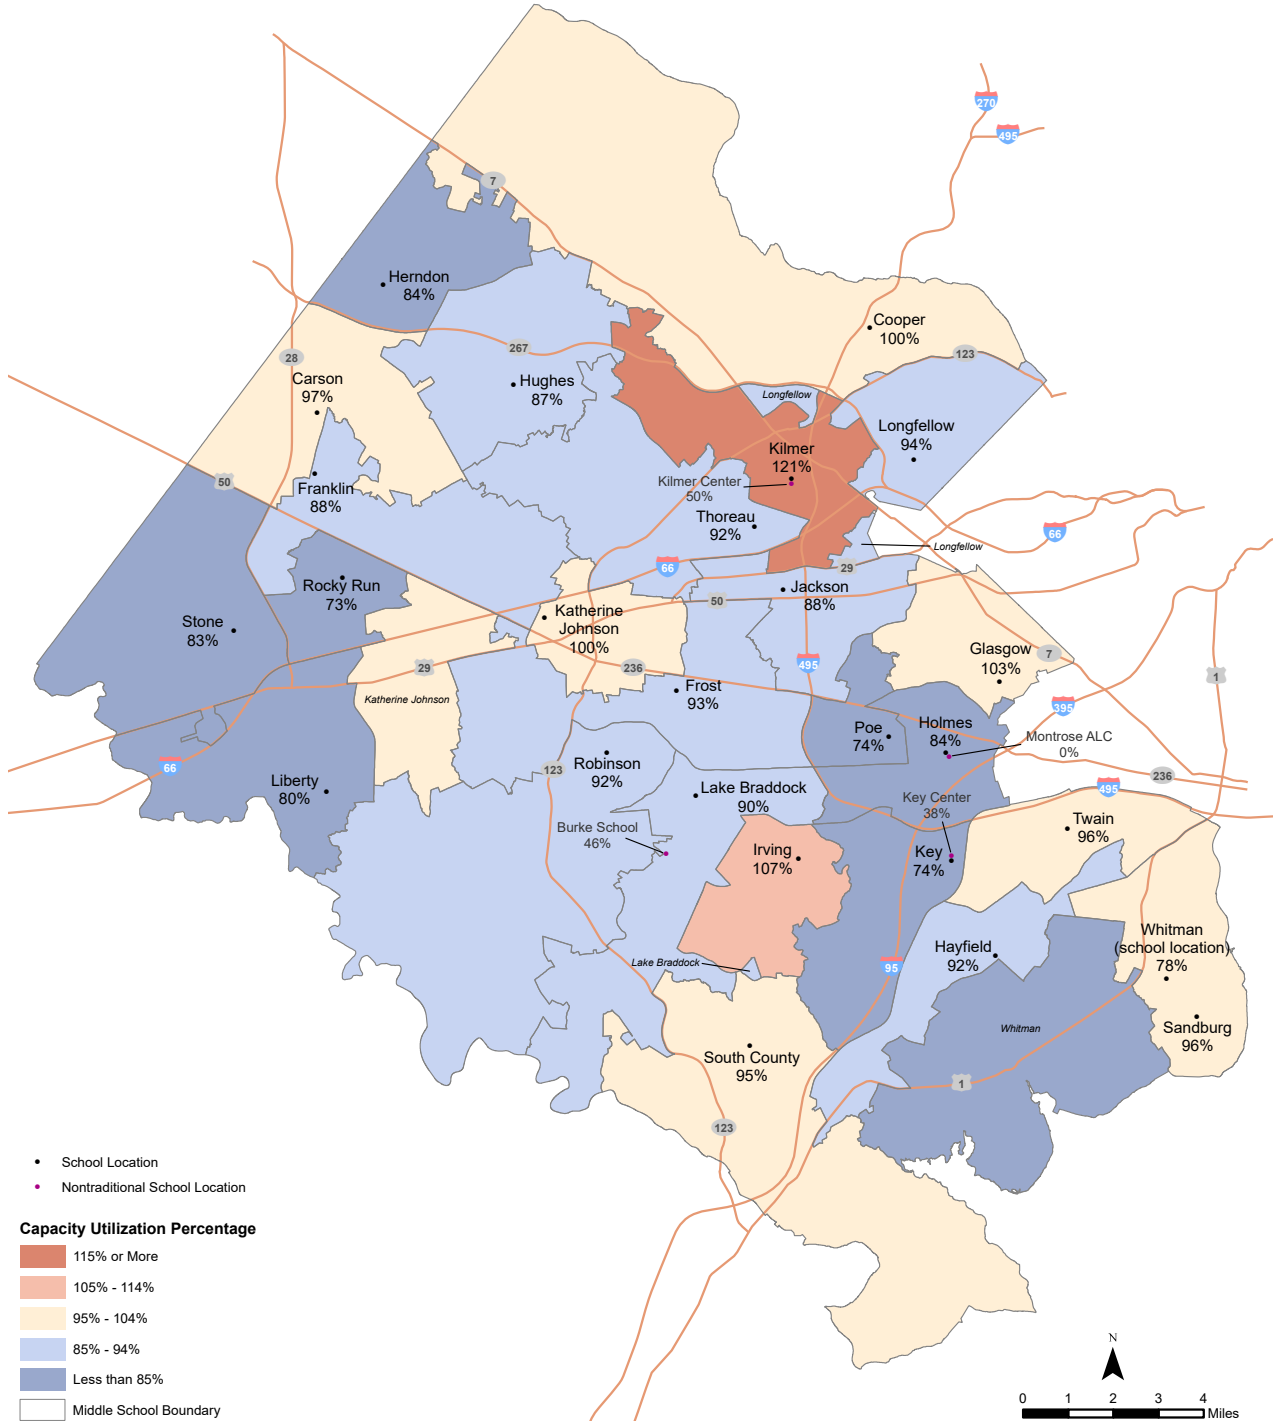 270
495
7
Herndon
84%
Cooper
100%
123
267
28
Carson
97%
Hughes
87%
Longfellow
Longfellow
94%
Kilmer
121%
Kilmer Center
50%
50
Franklin
88%
Thoreau
92%
66
Longfellow
66
29
Rocky Run
73%
Jackson
88%
50
Katherine
Johnson
100%
Stone
83%
Glasgow
103%
7
29
236
495
1
Katherine Johnson
Frost
93%
395
Poe
74%
Holmes
84%
Montrose ALC
0%
66
123
Robinson
92%
236
Liberty
80%
Lake Braddock
90%
495
Key Center
38%
Twain
96%
Burke School
46%
Irving
107%
Key
74%
Whitman
(school location)
78%
Hayfield
92%
Lake Braddock
95
Whitman
Sandburg
96%
South County
95%
1
123
School Location
Nontraditional School Location
Capacity Utilization Percentage
115% or More
105% - 114%
95% - 104%
85% - 94%
Less than 85%
Middle School Boundary
N
0 1 2 3 4
Miles